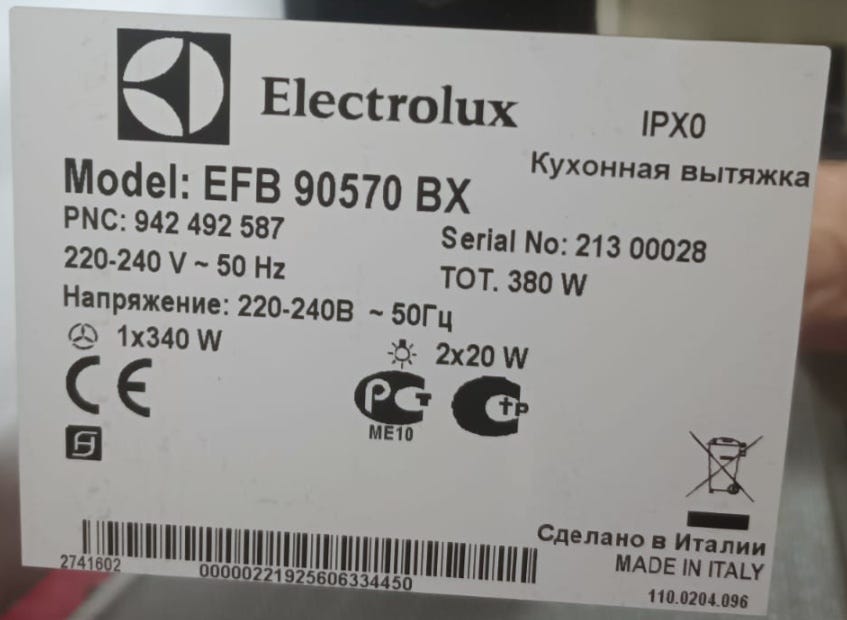 Electrolux
IPX0
Кухонная вытяжка
Model: EFB 90570 BX
PNC: 942 492 587
Serial No: 213 00028
220-240 V ~ 50 Hz
TOT. 380 W
Напряжение: 220-240В ~ 50Гц
1x340 W
2x20 W
CE
РСТ
ME10
СТР
Сделано в Италии
MADE IN ITALY
2741602
00000221925606334450
110.0204.096